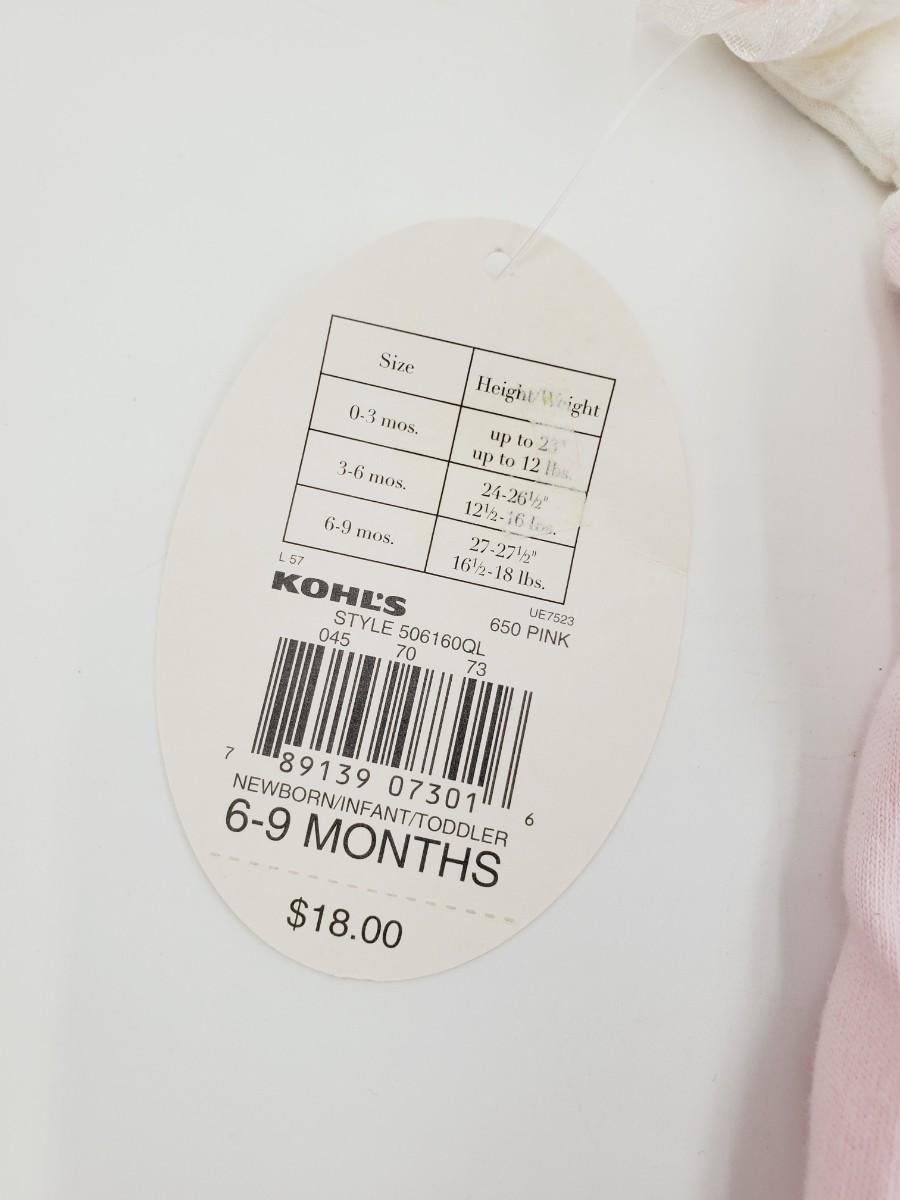 Size Height/Weight
0-3 mos. up to 23"
up to 12 lbs.
3-6 mos. 24-26½"
12½-16 lbs.
6-9 mos. 27-27½"
16½-18 lbs.
L 57 UE7523
KOHL'S 650 PINK
STYLE 506160QL
045 70 73
7 89139 07301 6
NEWBORN/INFANT/TODDLER
6-9 MONTHS
$18.00